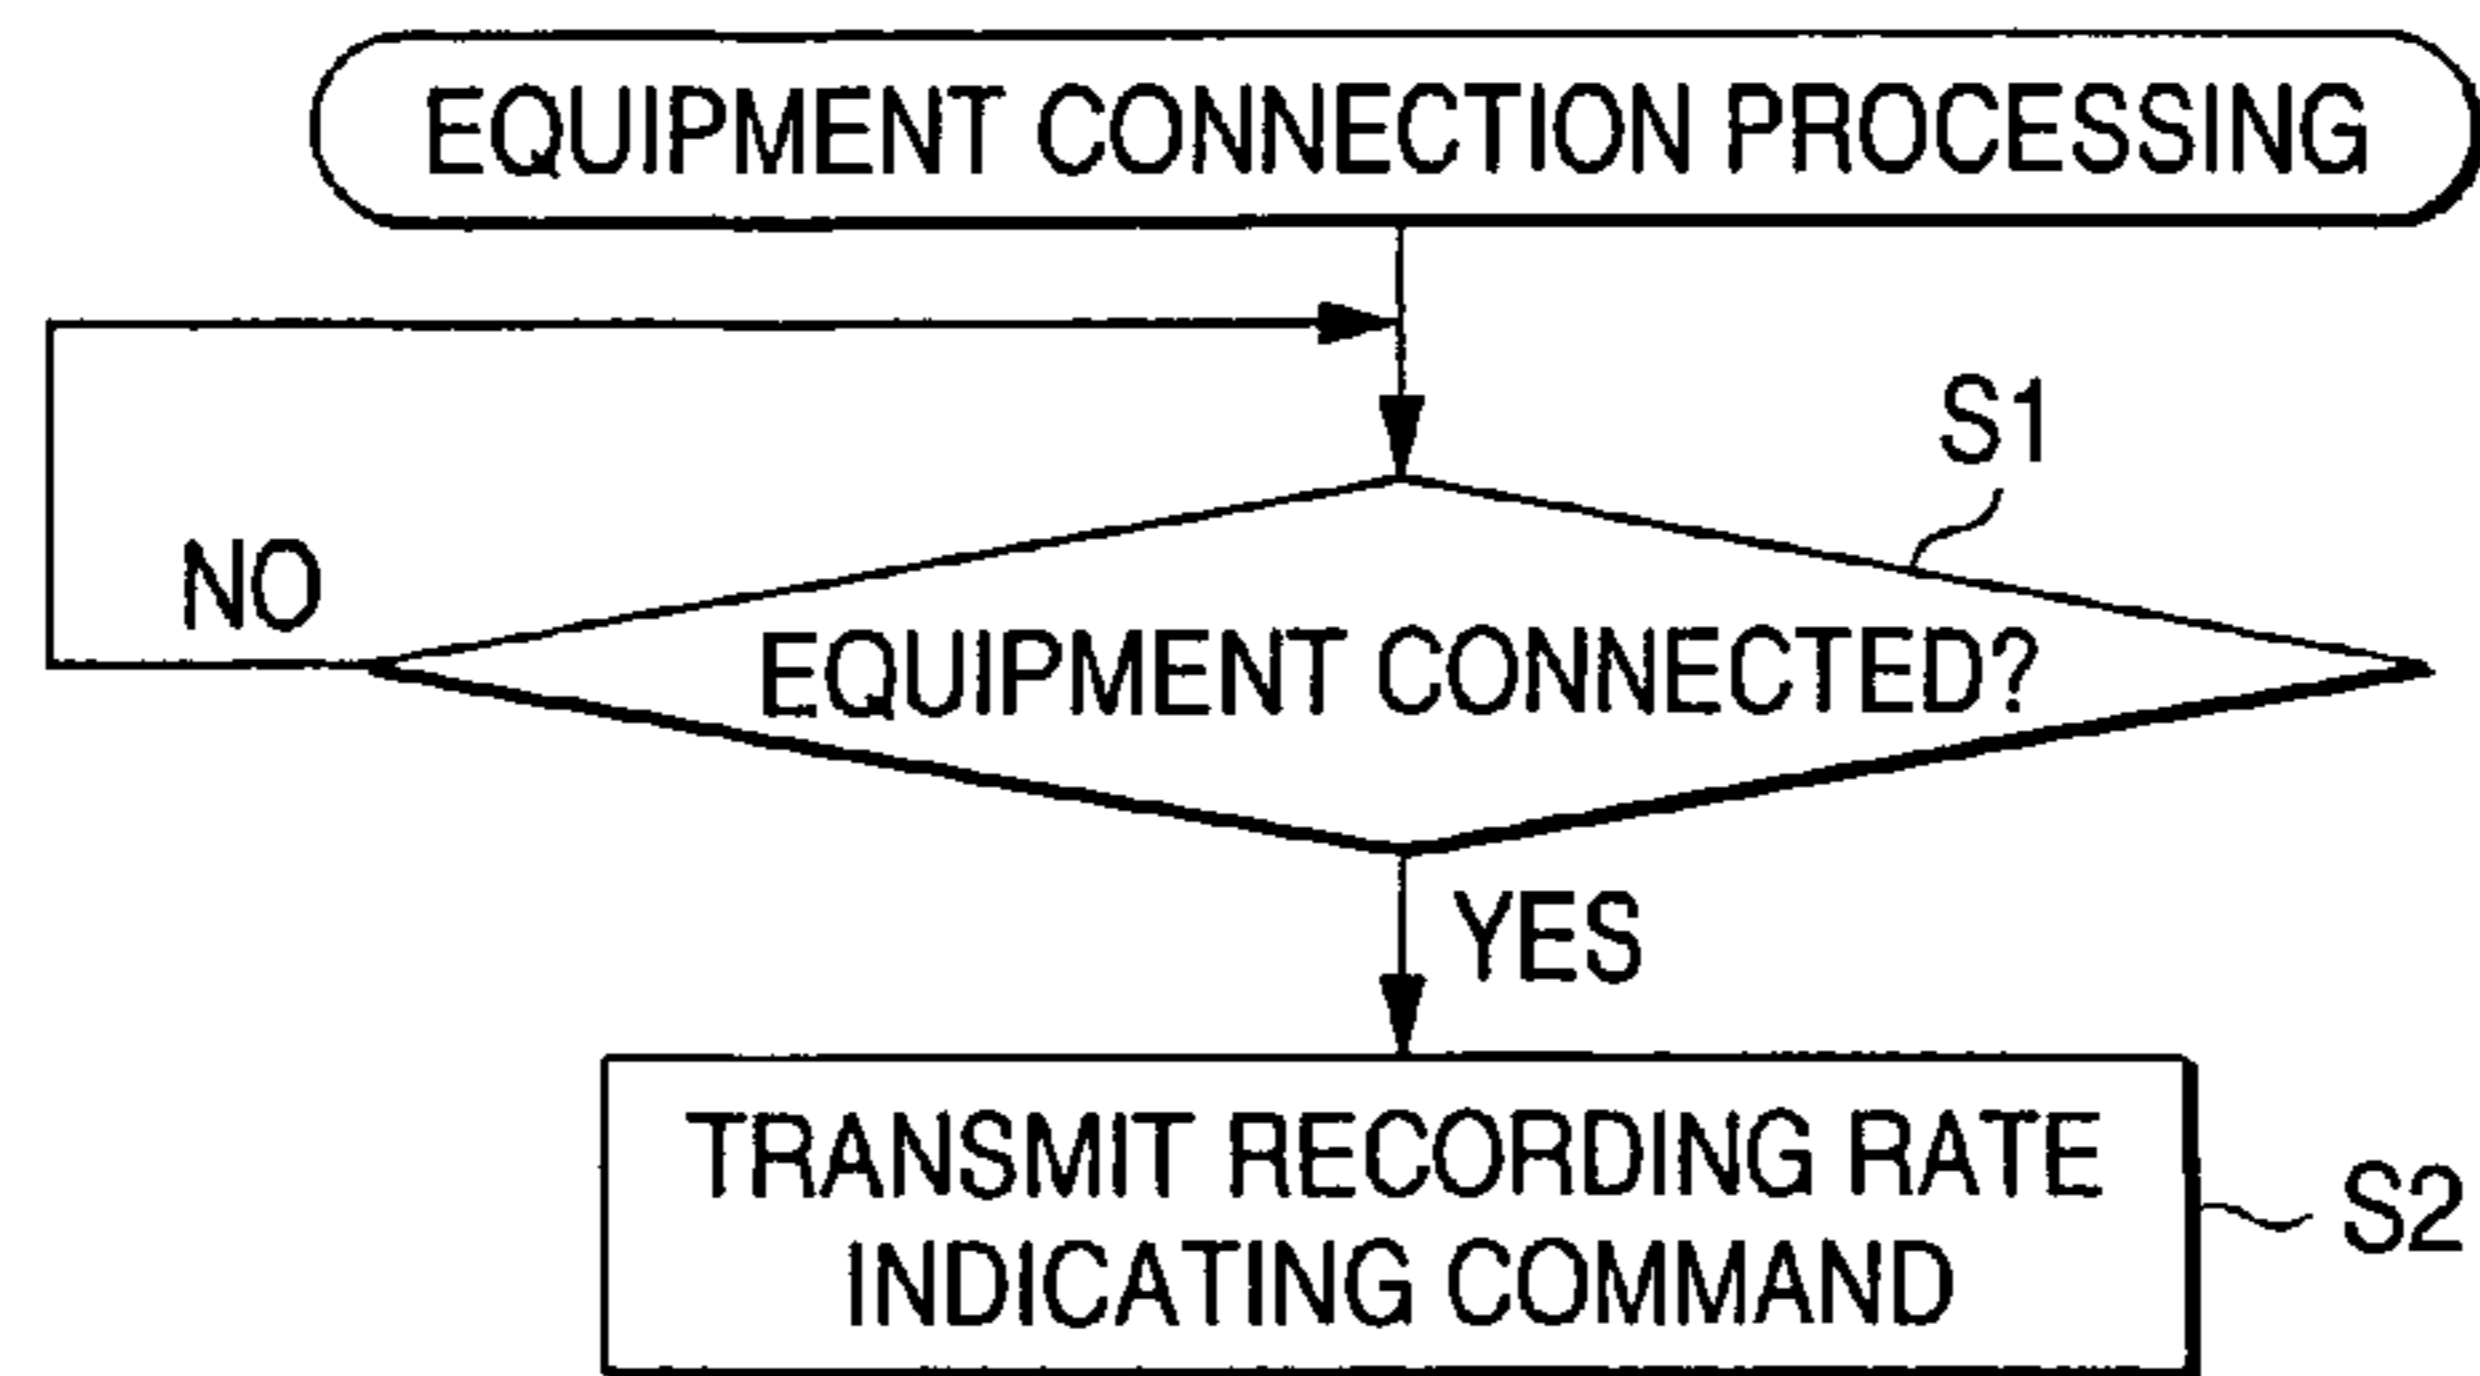 EQUIPMENT CONNECTION PROCESSING
S1
NO
EQUIPMENT CONNECTED?
YES
TRANSMIT RECORDING RATE
INDICATING COMMAND
S2